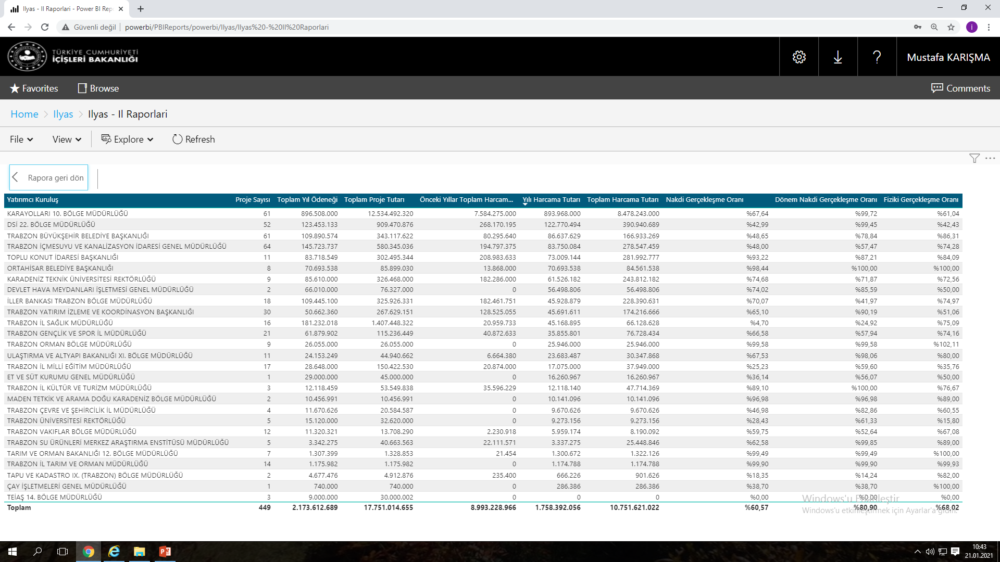 Ilyas - Il Raporlari - Power BI Rep
Güvenli değil powerbi/PBIReports/powerbi/Ilyas/Ilyas%20-%20Il%20Raporlari
TÜRKİYE CUMHURİYETİ
İÇİŞLERİ BAKANLIĞI
Mustafa KARIŞMA
Favorites Browse Comments
Home Ilyas Ilyas - Il Raporlari
File View Explore Refresh
Rapora geri dön
Yatırımcı Kuruluş Proje Sayısı Toplam Yıl Ödeneği Toplam Proje Tutarı Önceki Yıllar Toplam Harcam... Yılı Harcama Tutarı Toplam Harcama Tutarı Nakdi Gerçekleşme Oranı Dönem Nakdi Gerçekleşme Oranı Fiziki Gerçekleşme Oranı
KARAYOLLARI 10. BÖLGE MÜDÜRLÜĞÜ 61 896.508.000 12.534.492.320 7.584.275.000 893.968.000 8.478.243.000 %67,64 %99,72 %61,04
DSİ 22. BÖLGE MÜDÜRLÜĞÜ 52 123.453.133 909.470.876 268.170.195 122.770.494 390.940.689 %42,99 %99,45 %42,43
TRABZON BÜYÜKŞEHİR BELEDİYE BAŞKANLIĞI 61 109.890.574 343.117.622 80.295.640 86.637.629 166.933.269 %48,65 %78,84 %86,31
TRABZON İÇMESUYU VE KANALİZASYON İDARESİ GENEL MÜDÜRLÜĞÜ 64 145.723.737 580.345.036 194.797.375 83.750.084 278.547.459 %48,00 %57,47 %74,28
TOPLU KONUT İDARESİ BAŞKANLIĞI 11 83.718.549 302.495.344 208.983.633 73.009.144 281.992.777 %93,22 %87,21 %84,09
ORTAHİSAR BELEDİYE BAŞKANLIĞI 8 70.693.538 85.899.030 13.868.000 70.693.538 84.561.538 %98,44 %100,00 %100,00
KARADENİZ TEKNİK ÜNİVERSİTESİ REKTÖRLÜĞÜ 9 85.610.000 326.468.000 182.286.000 61.526.182 243.812.182 %74,68 %71,87 %72,56
DEVLET HAVA MEYDANLARI İŞLETMESİ GENEL MÜDÜRLÜĞÜ 2 66.010.000 76.327.000 0 56.498.806 56.498.806 %74,02 %85,59 %50,00
İLLER BANKASI TRABZON BÖLGE MÜDÜRLÜĞÜ 18 109.445.100 325.926.331 182.461.751 45.928.879 228.390.631 %70,07 %41,97 %74,97
TRABZON YATIRIM İZLEME VE KOORDİNASYON BAŞKANLIĞI 30 50.662.360 267.629.151 128.525.055 45.691.611 174.216.666 %65,10 %90,19 %51,06
TRABZON İL SAĞLIK MÜDÜRLÜĞÜ 16 181.232.018 1.407.448.322 20.959.733 45.168.895 66.128.628 %4,70 %24,92 %75,09
TRABZON GENÇLİK VE SPOR İL MÜDÜRLÜĞÜ 21 61.879.902 115.236.449 40.872.633 35.855.801 76.728.434 %66,58 %57,94 %74,16
TRABZON ORMAN BÖLGE MÜDÜRLÜĞÜ 9 26.055.000 26.055.000 0 25.946.000 25.946.000 %99,58 %99,58 %102,11
ULAŞTIRMA VE ALTYAPI BAKANLIĞI XI. BÖLGE MÜDÜRLÜĞÜ 11 24.153.249 44.940.662 6.664.380 23.683.487 30.347.868 %67,53 %98,06 %80,00
TRABZON İL MİLLİ EĞİTİM MÜDÜRLÜĞÜ 17 28.648.000 150.422.530 20.874.000 17.075.000 37.949.000 %25,23 %59,60 %35,76
ET VE SÜT KURUMU GENEL MÜDÜRLÜĞÜ 1 29.000.000 45.000.000 0 16.260.967 16.260.967 %36,14 %56,07 %50,00
TRABZON İL KÜLTÜR VE TURİZM MÜDÜRLÜĞÜ 3 12.118.459 53.549.838 35.596.229 12.118.140 47.714.369 %89,10 %100,00 %76,67
MADEN TETKİK VE ARAMA DOĞU KARADENİZ BÖLGE MÜDÜRLÜĞÜ 2 10.456.991 10.456.991 0 10.141.096 10.141.096 %96,98 %96,98 %89,00
TRABZON ÇEVRE VE ŞEHİRCİLİK İL MÜDÜRLÜĞÜ 4 11.670.626 20.584.587 0 9.670.626 9.670.626 %46,98 %82,86 %60,55
TRABZON ÜNİVERSİTESİ REKTÖRLÜĞÜ 5 15.120.000 32.620.000 0 9.273.156 9.273.156 %28,43 %61,33 %15,80
TRABZON VAKIFLAR BÖLGE MÜDÜRLÜĞÜ 12 11.320.321 13.708.290 2.230.918 5.959.174 8.190.092 %59,75 %52,64 %67,08
TRABZON SU ÜRÜNLERİ MERKEZ ARAŞTIRMA ENSTİTÜSÜ MÜDÜRLÜĞÜ 5 3.342.275 40.663.563 22.111.571 3.337.275 25.448.846 %62,58 %99,85 %89,00
TARIM VE ORMAN BAKANLIĞI 12. BÖLGE MÜDÜRLÜĞÜ 7 1.307.399 1.328.853 21.454 1.300.672 1.322.126 %99,49 %99,49 %100,00
TRABZON İL TARIM VE ORMAN MÜDÜRLÜĞÜ 14 1.175.982 1.175.982 0 1.174.788 1.174.788 %99,90 %99,90 %99,93
TAPU VE KADASTRO IX. (TRABZON) BÖLGE MÜDÜRLÜĞÜ 2 4.677.476 4.912.876 235.400 666.226 901.626 %18,35 %14,24 %82,00
ÇAY İŞLETMELERİ GENEL MÜDÜRLÜĞÜ 1 740.000 740.000 0 286.386 286.386 %38,70 %38,70 %100,00
TEİAŞ 14. BÖLGE MÜDÜRLÜĞÜ 3 9.000.000 30.000.002 0 0 0 %0,00 %0,00 %0,00
Toplam 449 2.173.612.689 17.751.014.655 8.993.228.966 1.758.392.056 10.751.621.022 %60,57 %80,90 %68,02
Windows'u Etkinleştir
Windows'u etkinleştirmek için Ayarlar'a gidin.
10:43
21.01.2021